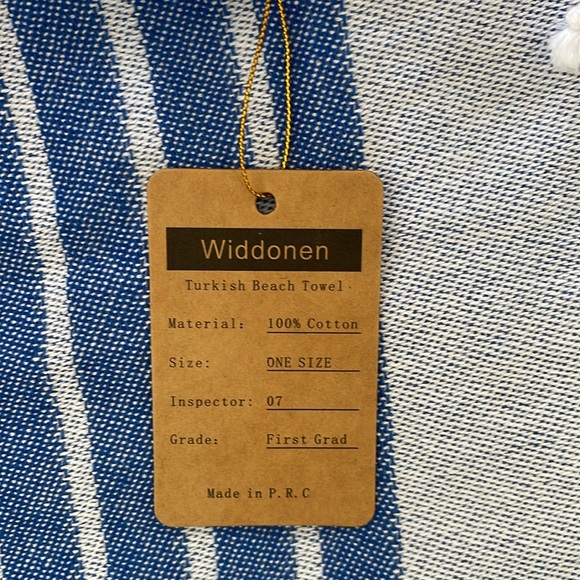 Widdonen
Turkish Beach Towel
Material: 100% Cotton
Size: ONE SIZE
Inspector: 07
Grade: First Grad
Made in P.R.C